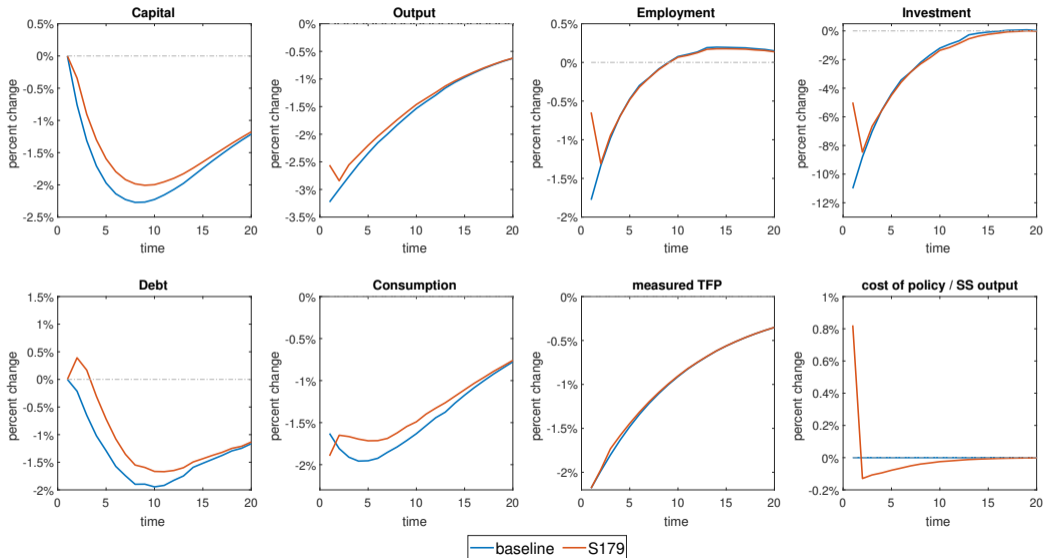 Capital
Output
Employment
Investment
0.5%
0%
-0.5%
-1%
-1.5%
-2%
-2.5%
percent change
0 5 10 15 20
time
0%
-0.5%
-1%
-1.5%
-2%
-2.5%
-3%
-3.5%
percent change
0 5 10 15 20
time
0.5%
0%
-0.5%
-1%
-1.5%
-2%
percent change
0 5 10 15 20
time
0%
-2%
-4%
-6%
-8%
-10%
-12%
percent change
0 5 10 15 20
time
Debt
Consumption
measured TFP
cost of policy / SS output
1.5%
1%
0.5%
0%
-0.5%
-1%
-1.5%
-2%
percent change
0 5 10 15 20
time
0%
-0.5%
-1%
-1.5%
-2%
percent change
0 5 10 15 20
time
0%
-0.5%
-1%
-1.5%
-2%
percent change
0 5 10 15 20
time
1%
0.8%
0.6%
0.4%
0.2%
0%
-0.2%
percent change
0 5 10 15 20
time
baseline S179